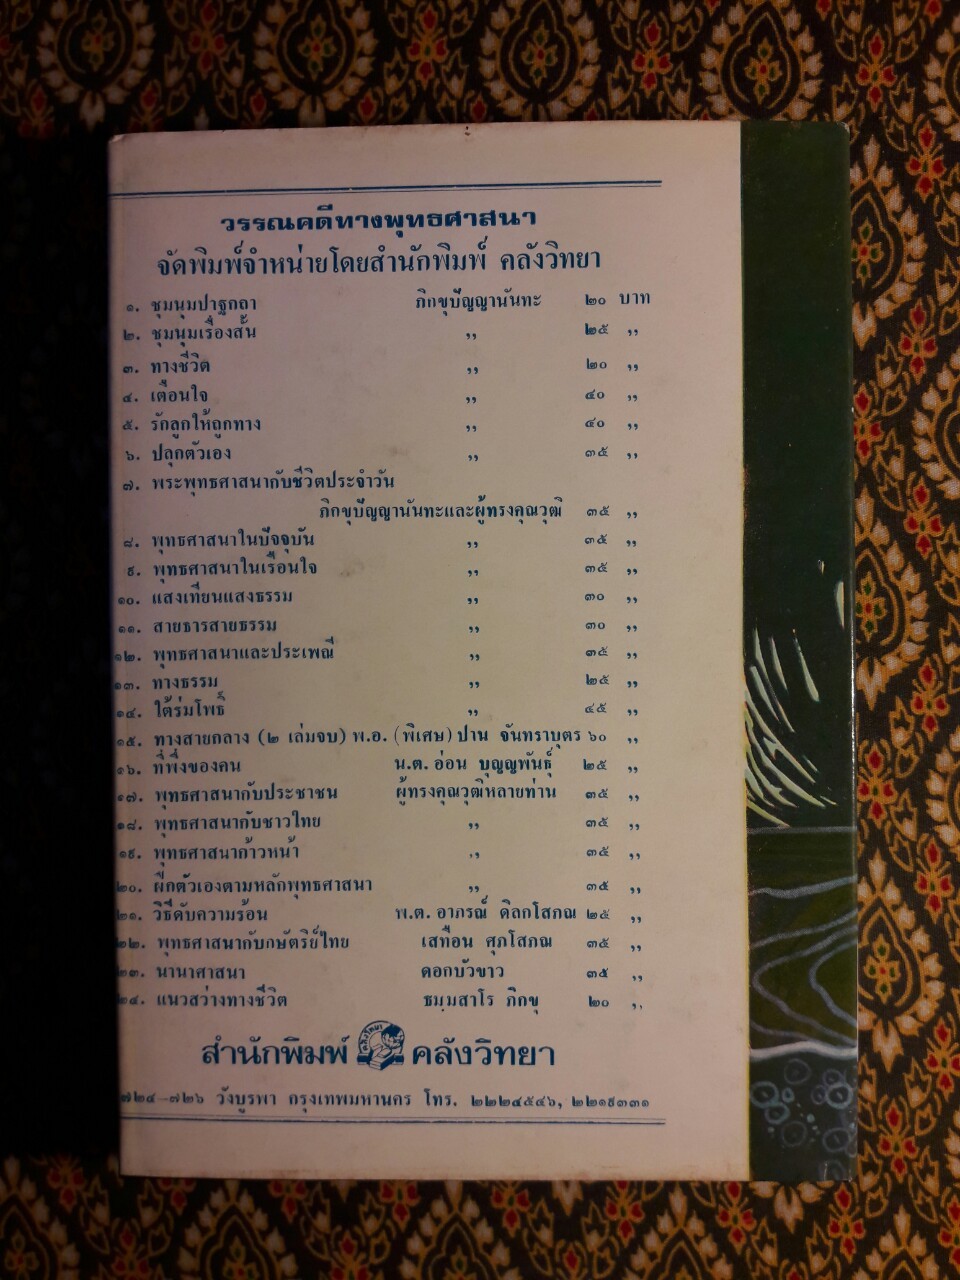 วรรณคดีทางพุทธศาสนา
จัดพิมพ์จำหน่ายโดยสำนักพิมพ์ คลังวิทยา
๑. ชุมนุมปาฐกถา ภิกขุปัญญานันทะ ๒๐ บาท
๒. ชุมนุมเรื่องสั้น ,, ๒๕ ,,
๓. ทางชีวิต ,, ๒๐ ,,
๔. เตือนใจ ,, ๔๐ ,,
๕. รักลูกให้ถูกทาง ,, ๔๐ ,,
๖. ปลุกตัวเอง ,, ๓๕ ,,
๗. พระพุทธศาสนากับชีวิตประจำวัน
ภิกขุปัญญานันทะและผู้ทรงคุณวุฒิ ๓๕ ,,
๘. พุทธศาสนาในปัจจุบัน ,, ๓๕ ,,
๙. พุทธศาสนาในเรือนใจ ,, ๓๕ ,,
๑๐. แสงเทียนแสงธรรม ,, ๓๐ ,,
๑๑. สายธารสายธรรม ,, ๓๐ ,,
๑๒. พุทธศาสนาและประเพณี ,, ๓๕ ,,
๑๓. ทางธรรม ,, ๒๕ ,,
๑๔. ใต้ร่มโพธิ์ ,, ๔๕ ,,
๑๕. ทางสายกลาง (๒ เล่มจบ) พ.อ. (พิเศษ) ปาน จันทราบุตร ๖๐ ,,
๑๖. ที่พึ่งของคน น.ต. อ่อน บุญญพันธุ์ ๒๕ ,,
๑๗. พุทธศาสนากับประชาชน ผู้ทรงคุณวุฒิหลายท่าน ๓๕ ,,
๑๘. พุทธศาสนากับชาวไทย ,, ๓๕ ,,
๑๙. พุทธศาสนาก้าวหน้า ,, ๓๕ ,,
๒๐. ฝึกตัวเองตามหลักพุทธศาสนา ,, ๓๕ ,,
๒๑. วิธีดับความร้อน พ.ต. อาภรณ์ ดิลกโสภณ ๒๕ ,,
๒๒. พุทธศาสนากับกษัตริย์ไทย เสทือน ศุภโสภณ ๓๕ ,,
๒๓. นานาศาสนา ดอกบัวขาว ๓๕ ,,
๒๔. แนวสว่างทางชีวิต ธมฺมสาโร ภิกขุ ๒๐ ,,
สำนักพิมพ์ คลังวิทยา คลังวิทยา
๗๒๔-๗๒๖ วังบูรพา กรุงเทพมหานคร โทร. ๒๒๒๔๕๔๖, ๒๒๑๙๓๓๑